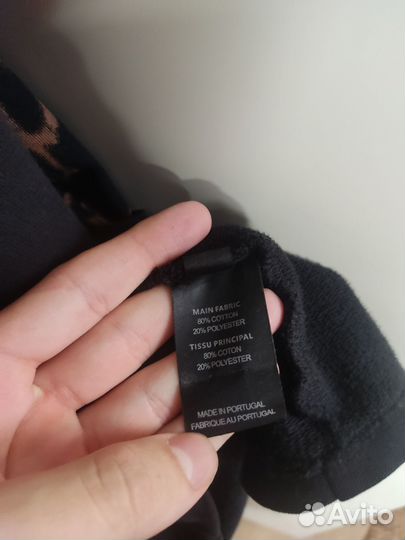 MAIN FABRIC
80% COTTON
20% POLYESTER
TISSU PRINCIPAL
80% COTON
20% POLYESTER
MADE IN PORTUGAL
FABRIQUE AU PORTUGAL
Avito